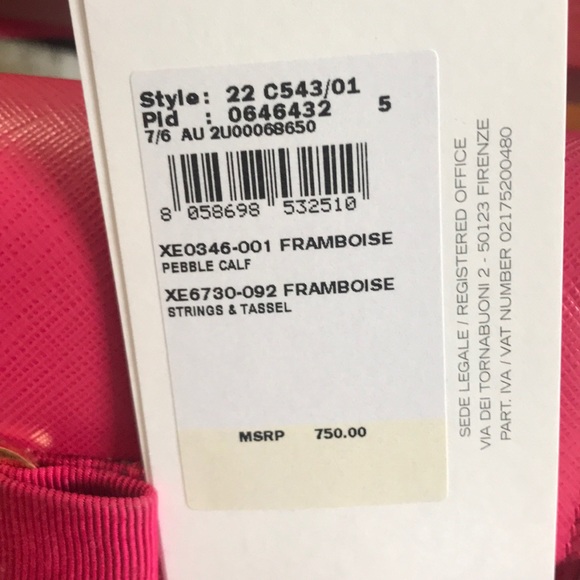 Style: 22 C543/01
Pld : 0646432 5
7/6 AU 2U00068650
8 058698 532510
XE0346-001 FRAMBOISE
PEBBLE CALF
XE6730-092 FRAMBOISE
STRINGS & TASSEL
MSRP 750.00
SEDE LEGALE / REGISTERED OFFICE
VIA DEI TORNABUONI 2 - 50123 FIRENZE
PART. IVA / VAT NUMBER 02175200480